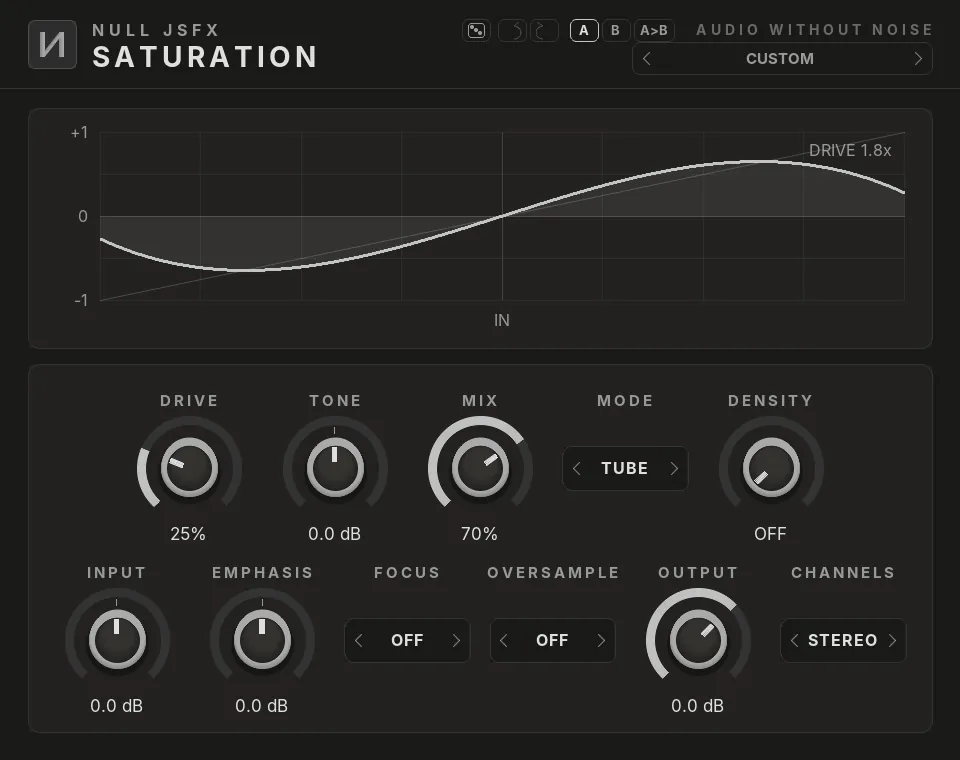 NULL JSFX
SATURATION
A B A>B
AUDIO WITHOUT NOISE
CUSTOM
+1
DRIVE 1.8x
0
-1
IN
DRIVE TONE MIX MODE DENSITY
TUBE
25% 0.0 dB 70% OFF
INPUT EMPHASIS FOCUS OVERSAMPLE OUTPUT CHANNELS
OFF OFF STEREO
0.0 dB 0.0 dB 0.0 dB